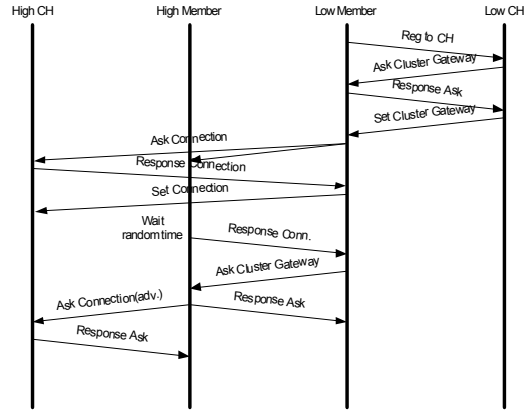 High CH
High Member
Low Member
Low CH
Reg to CH
Ask Cluster Gateway
Response Ask
Set Cluster Gateway
Ask Connection
Response Connection
Set Connection
Wait
random time
Response Conn.
Ask Cluster Gateway
Ask Connection(adv.)
Response Ask
Response Ask